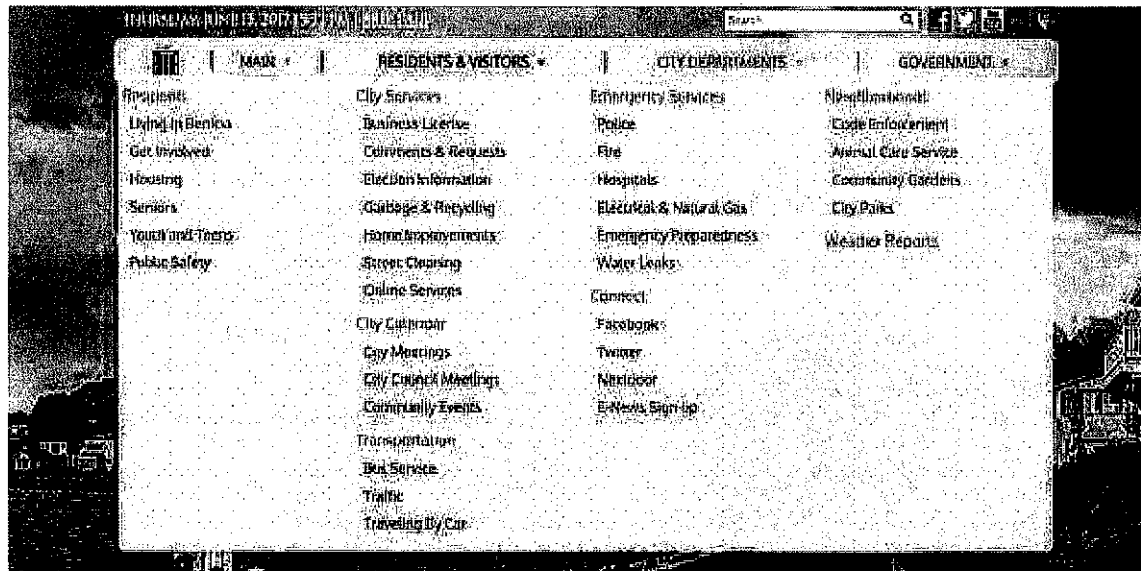 Search
MAIN
RESIDENTS & VISITORS
CITY DEPARTMENTS
GOVERNMENT
Residents
Living in Benicia
Get Involved
Housing
Seniors
Youth and Teens
Public Safety
City Services
Business License
Comments & Requests
Election Information
Garbage & Recycling
Home Improvements
Street Cleaning
Online Services
City Calendar
City Meetings
City Council Meetings
Community Events
Transportation
Bus Service
Traffic
Traveling By Car
Emergency Services
Police
Fire
Hospitals
Electrical & Natural Gas
Emergency Preparedness
Water Leaks
Connect
Facebook
Twitter
Nextdoor
E-News Sign-up
Neighborhood
Code Enforcement
Animal Care Service
Community Gardens
City Parks
Weather Reports